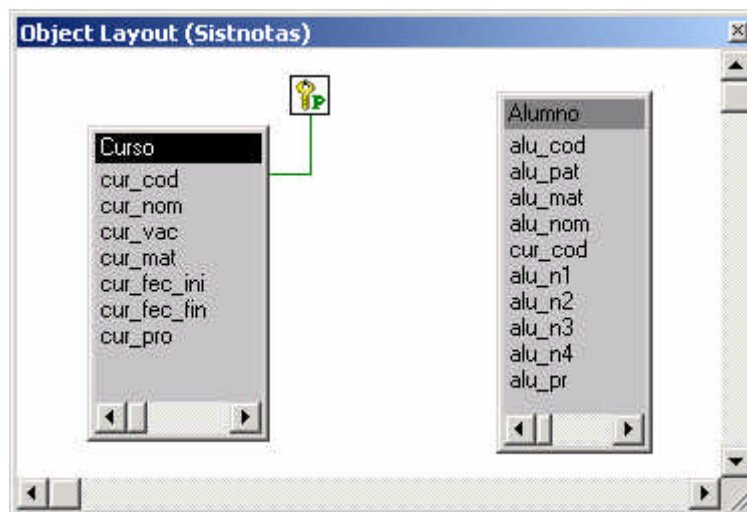 Object Layout (Sistnotas)
P
Curso
cur_cod
cur_nom
cur_vac
cur_mat
cur_fec_ini
cur_fec_fin
cur_pro
Alumno
alu_cod
alu_pat
alu_mat
alu_nom
cur_cod
alu_n1
alu_n2
alu_n3
alu_n4
alu_pr